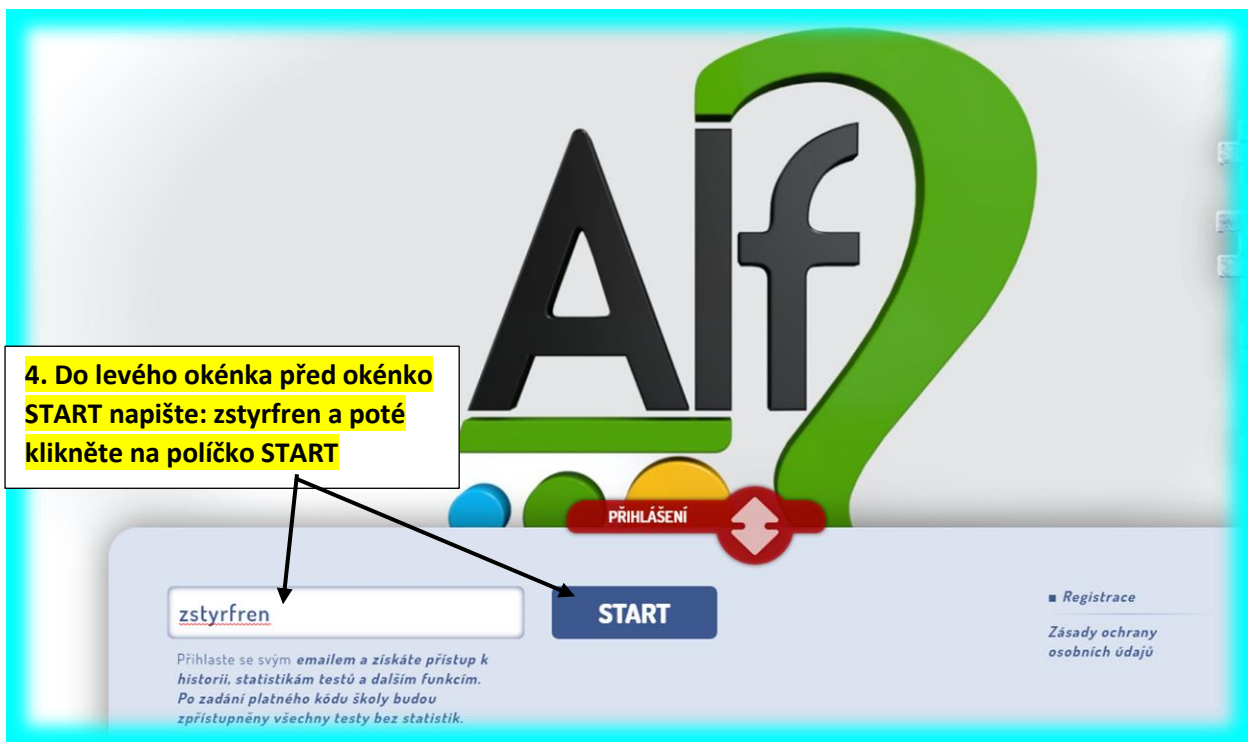 Alf?
4. Do levého okénka před okénko
START napište: zstyrfren a poté
klikněte na políčko START
PŘIHLÁŠENÍ
zstyrfren
START
Přihlaste se svým emailem a získáte přístup k
historii, statistikám testů a dalším funkcím.
Po zadání platného kódu školy budou
zpřístupněny všechny testy bez statistik.
Registrace
Zásady ochrany
osobních údajů